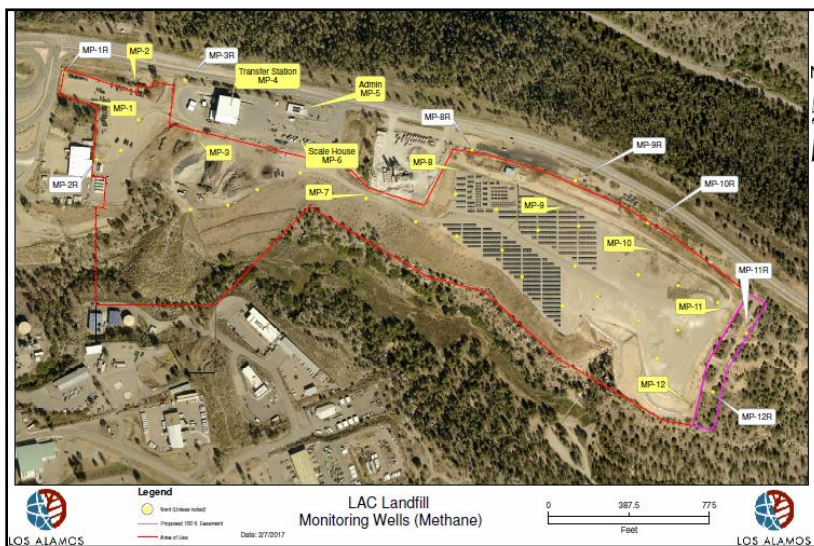 MP-1R
MP-2
MP-3R
Transfer Station
MP-4
Admin
MP-5
MP-1
MP-8R
MP-3
Scale House
MP-6
MP-8
MP-9R
MP-2R
MP-7
MP-9
MP-10R
MP-10
MP-11R
MP-11
MP-12
MP-12R
Legend
Vent (Unless noted)
Proposed 100 ft. Easement
Area of Use
Date: 2/7/2017
LAC Landfill
Monitoring Wells (Methane)
0 387.5 775
Feet
LOS ALAMOS
LOS ALAMOS